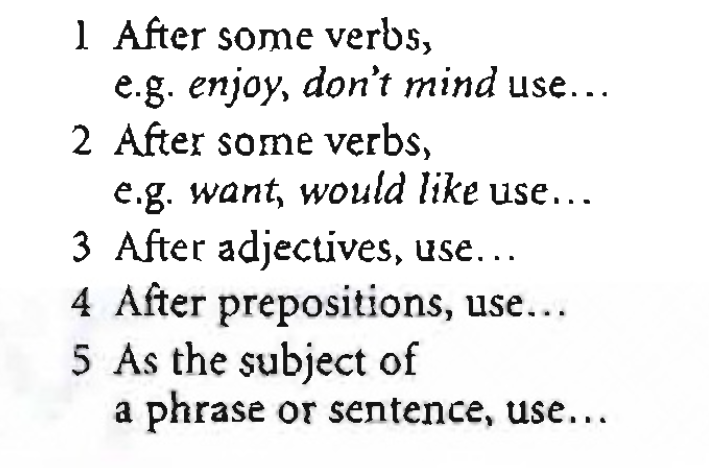 1 After some verbs,
e.g. enjoy, don't mind use...
2 After some verbs,
e.g. want, would like use...
3 After adjectives, use...
4 After prepositions, use...
5 As the subject of
a phrase or sentence, use...